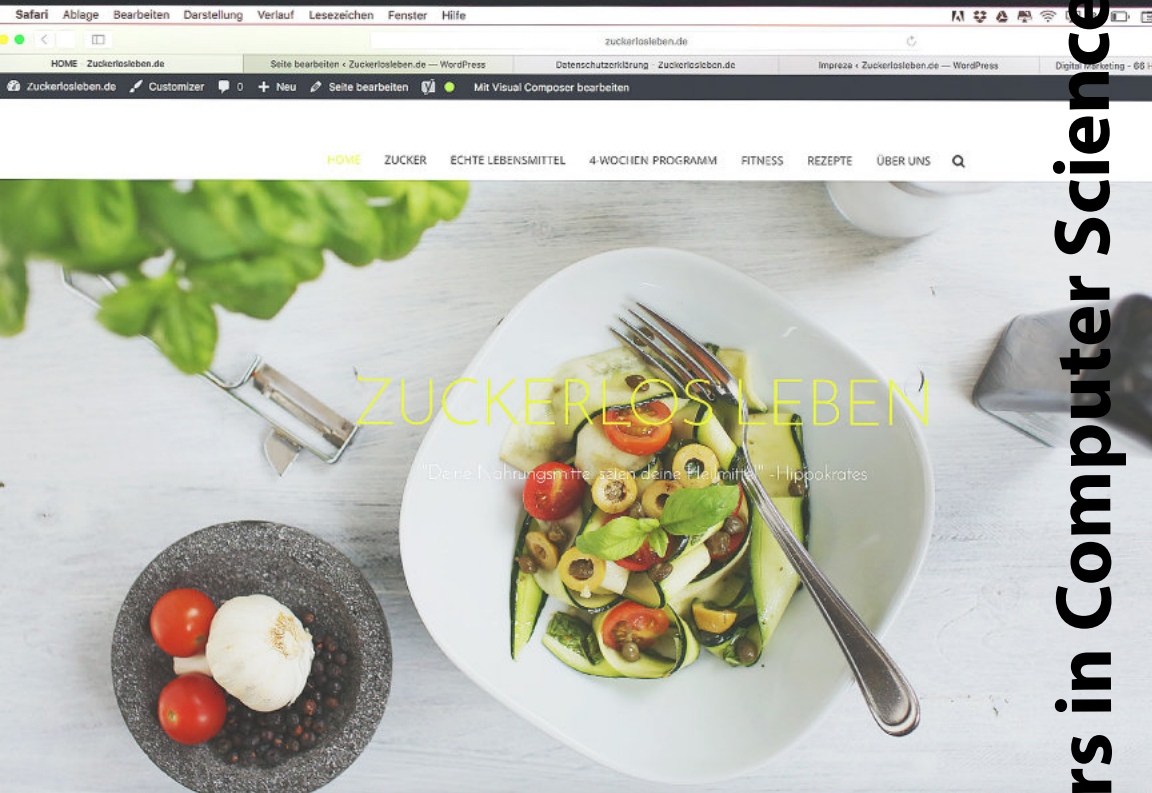 Safari Ablage Bearbeiten Darstellung Verlauf Lesezeichen Fenster Hilfe
zuckerlosleben.de
HOME - Zuckerlosleben.de Seite bearbeiten ‹ Zuckerlosleben.de — WordPress Datenschutzerklärung - Zuckerlosleben.de Impreza ‹ Zuckerlosleben.de — WordPress Digital Marketing - 66 H
Zuckerlosleben.de Customizer 0 + Neu Seite bearbeiten Mit Visual Composer bearbeiten
HOME ZUCKER ECHTE LEBENSMITTEL 4-WOCHEN PROGRAMM FITNESS REZEPTE ÜBER UNS
ZUCKERLOS LEBEN
"Deine Nahrungsmittel seien deine Heilmittel" -Hippokrates
rs in Computer Science